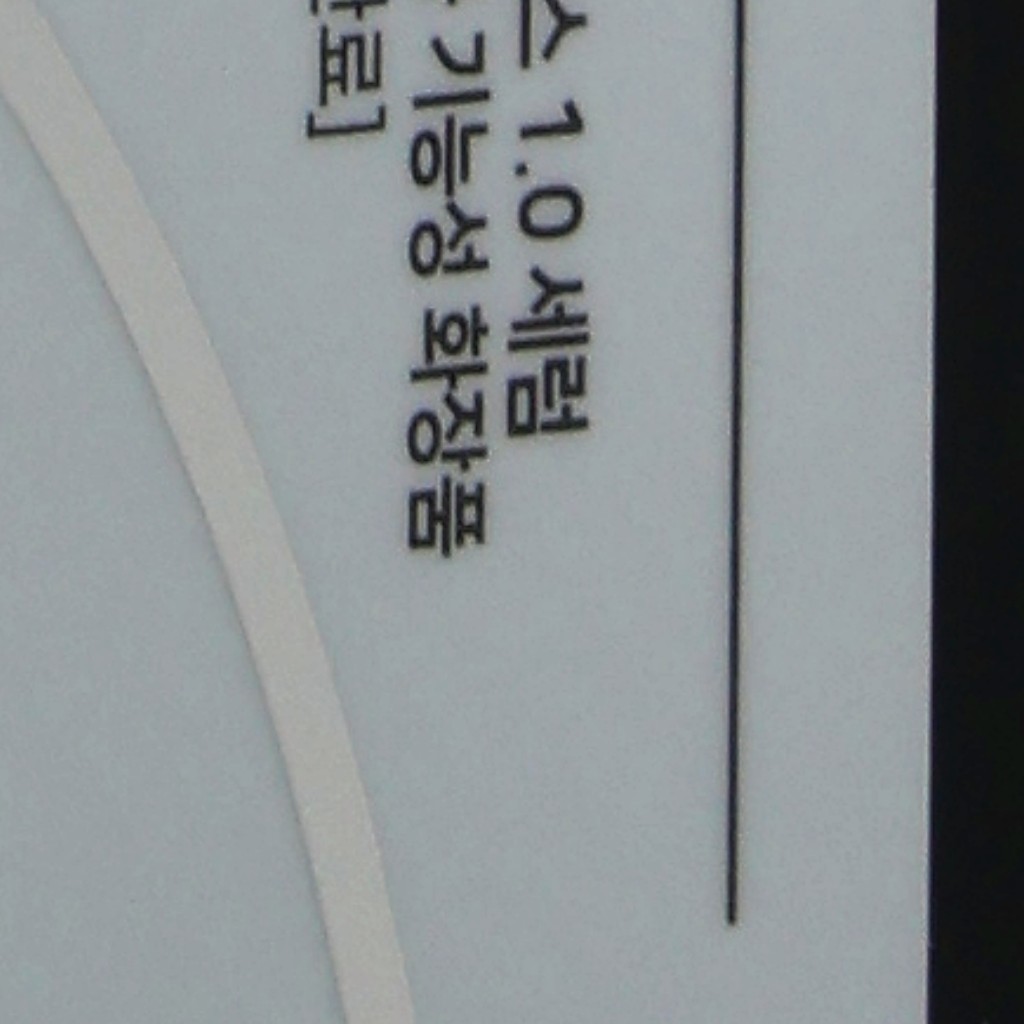 스 1.0 세럼
기능성 화장품
료]